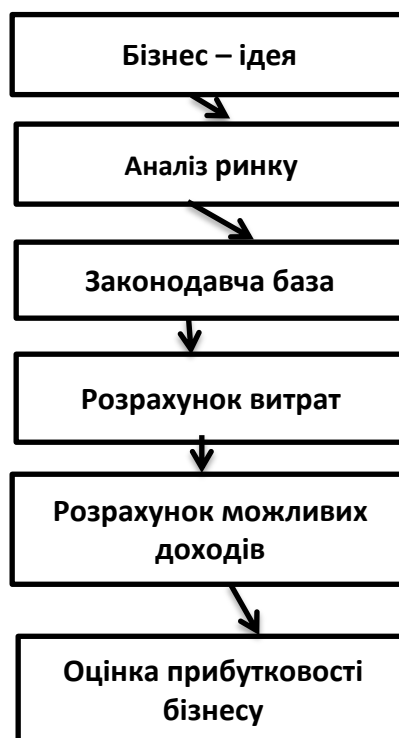 Бізнес – ідея
Аналіз ринку
Законодавча база
Розрахунок витрат
Розрахунок можливих
доходів
Оцінка прибутковості
бізнесу